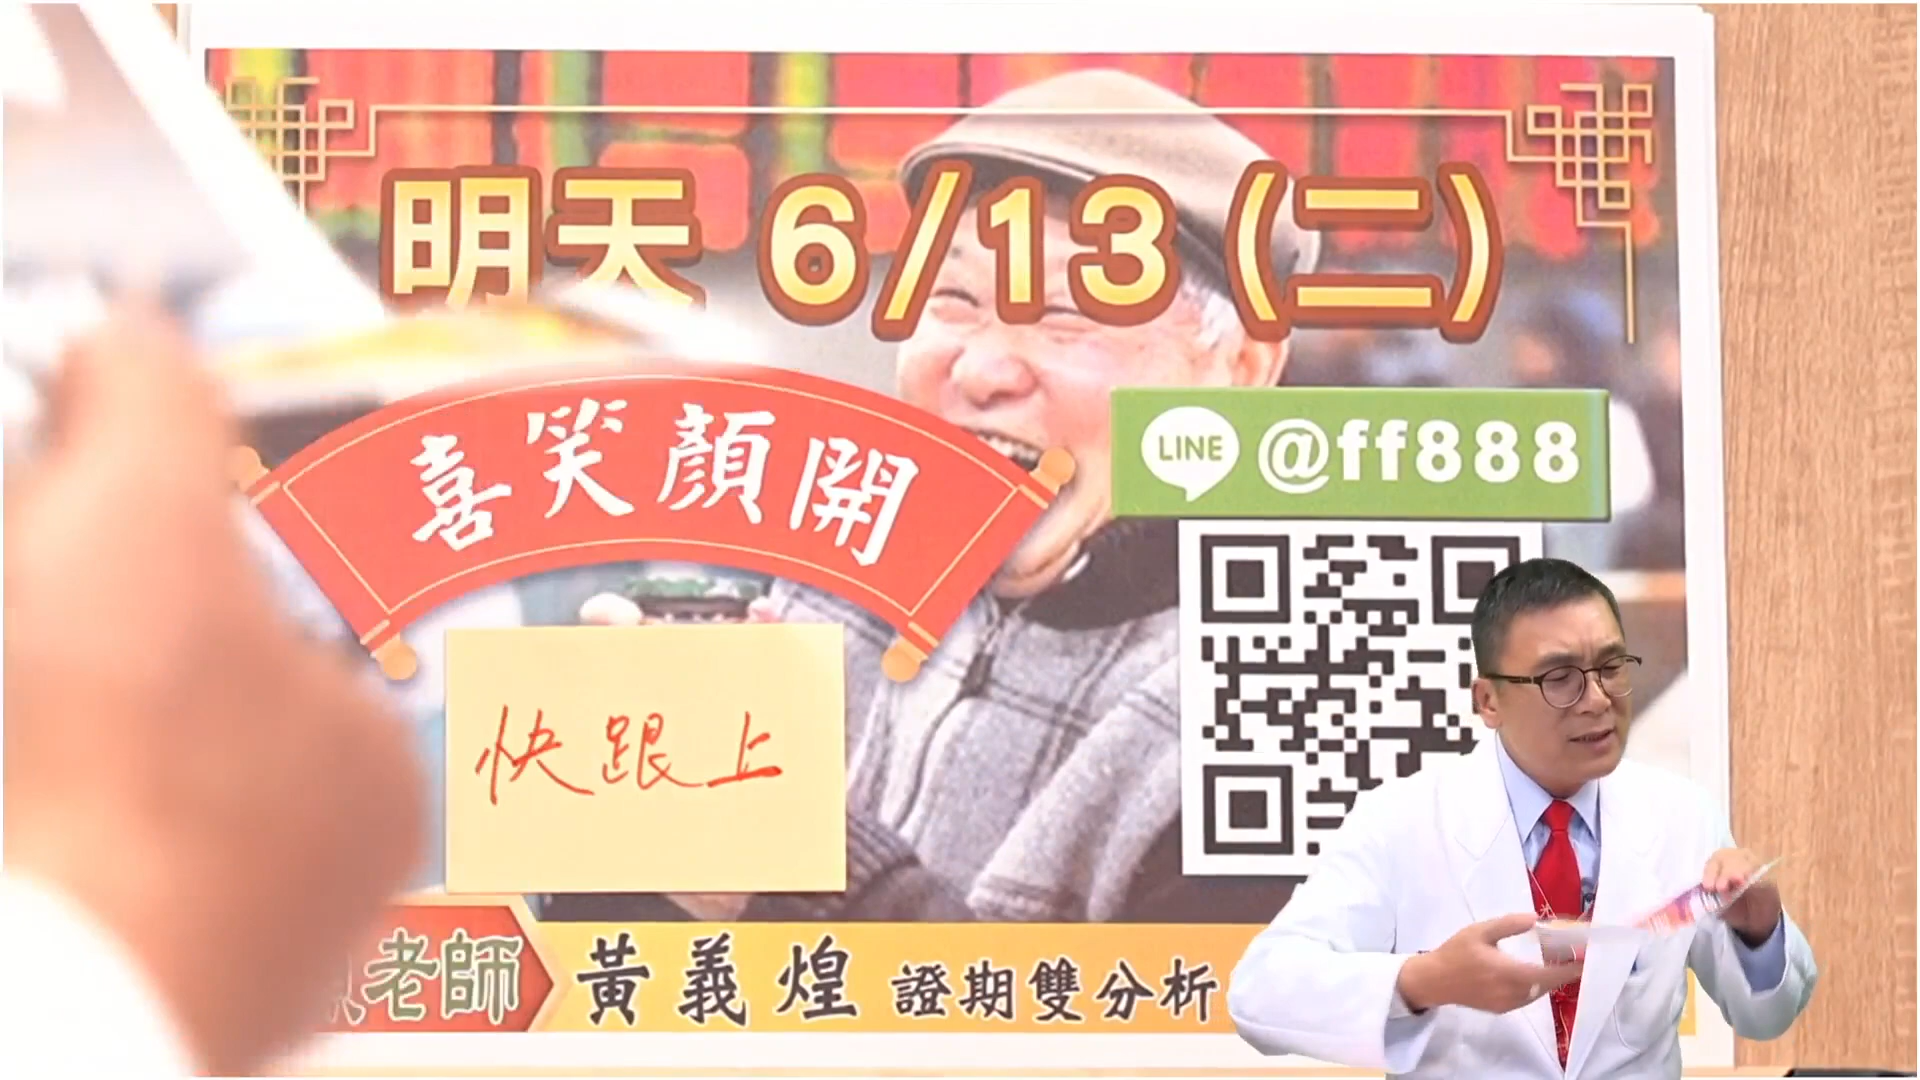 明天 6/13 (二)
喜笑顏開
LINE @ff888
快跟上
老師 黃義煌 證期雙分析